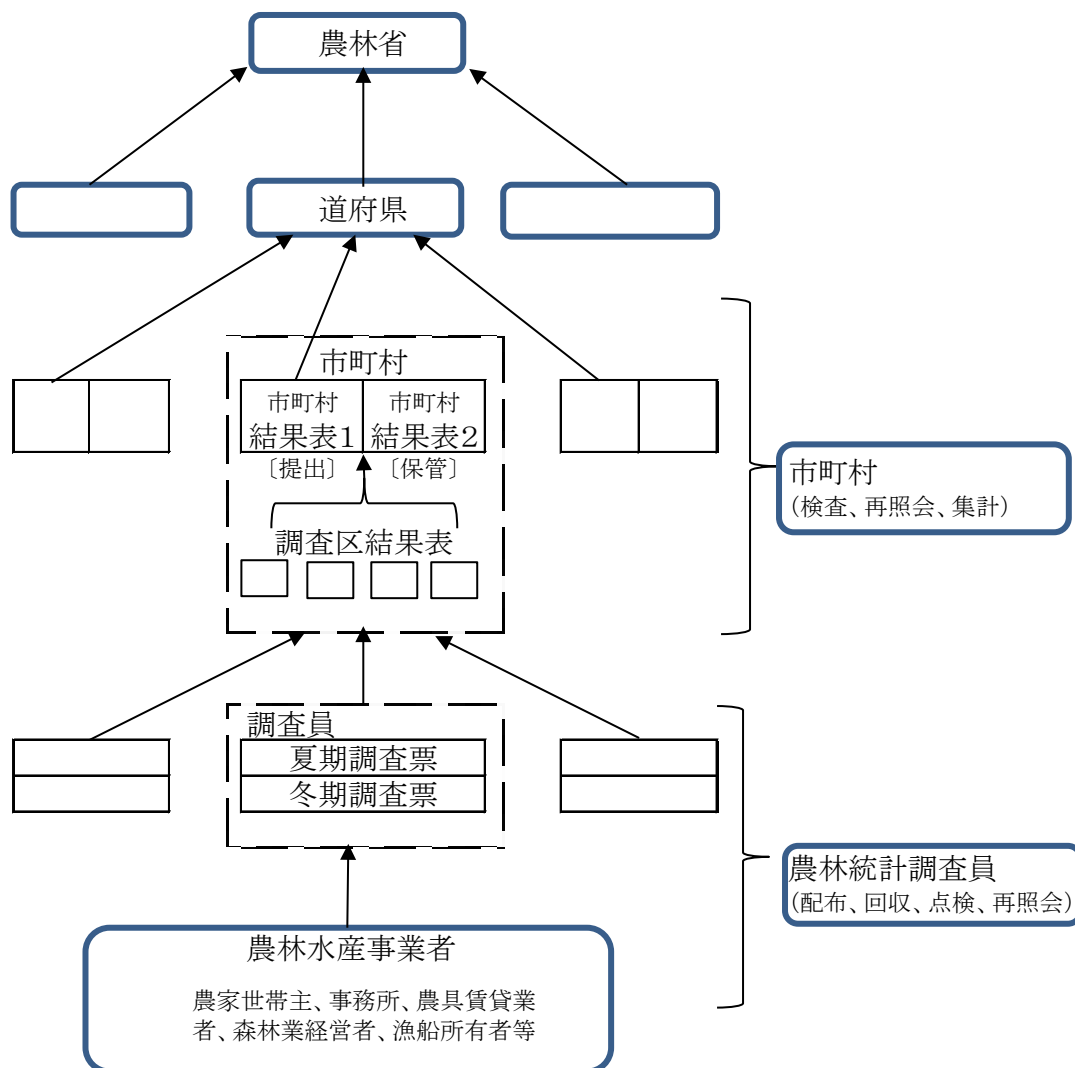 農林省
道府県
市町村
市町村 市町村
結果表1 結果表2
〔提出〕 〔保管〕
調査区結果表
市町村
(検査、再照会、集計)
調査員
夏期調査票
冬期調査票
農林統計調査員
(配布、回収、点検、再照会)
農林水産事業者
農家世帯主、事務所、農具賃貸業
者、森林業経営者、漁船所有者等